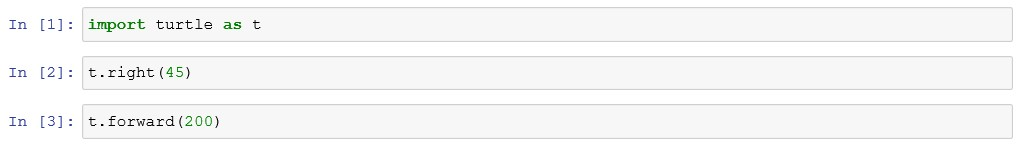 In [1]: import turtle as t
In [2]: t.right(45)
In [3]: t.forward(200)